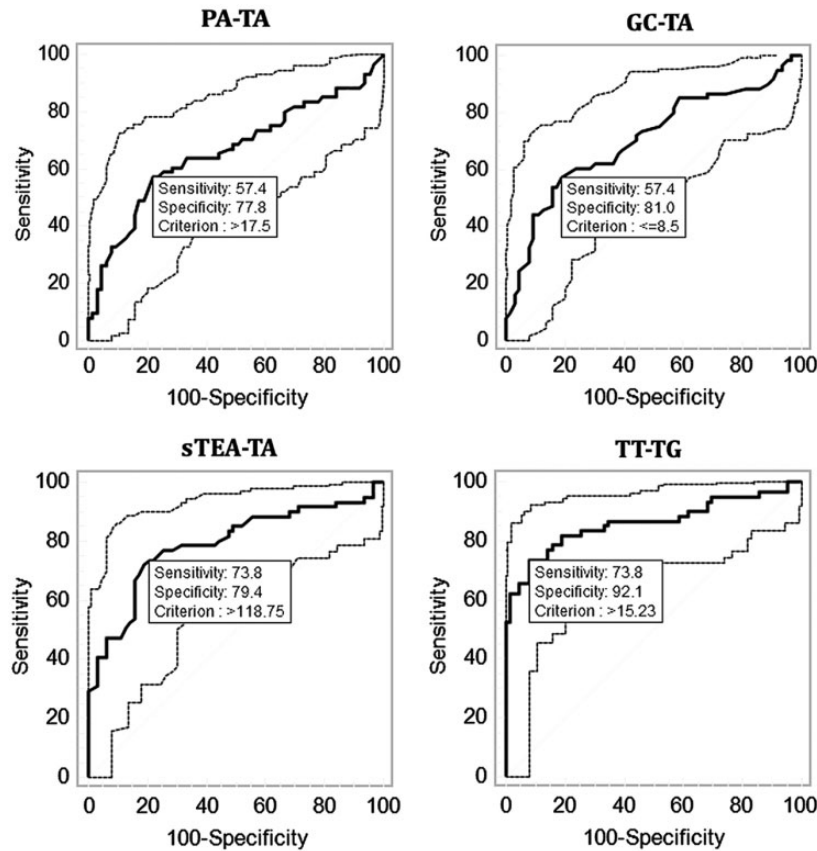 PA-TA
100
80
60
40
20
0
Sensitivity
Sensitivity: 57.4
Specificity: 77.8
Criterion : >17.5
0 20 40 60 80 100
100-Specificity
GC-TA
100
80
60
40
20
0
Sensitivity
Sensitivity: 57.4
Specificity: 81.0
Criterion : <=8.5
0 20 40 60 80 100
100-Specificity
sTEA-TA
100
80
60
40
20
0
Sensitivity
Sensitivity: 73.8
Specificity: 79.4
Criterion : >118.75
0 20 40 60 80 100
100-Specificity
TT-TG
100
80
60
40
20
0
Sensitivity
Sensitivity: 73.8
Specificity: 92.1
Criterion : >15.23
0 20 40 60 80 100
100-Specificity